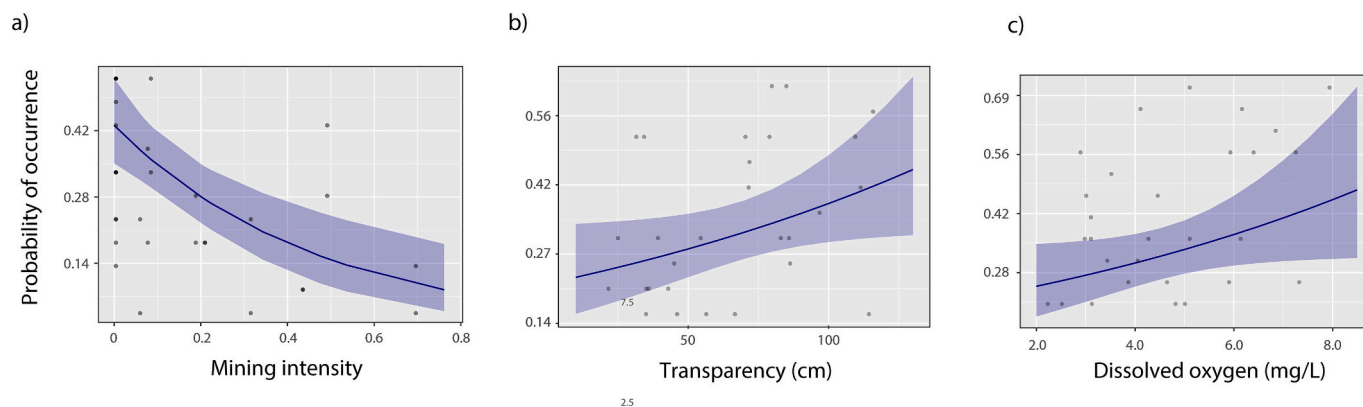 a)
b)
c)
Probability of occurrence
0.42
0.28
0.14
0 0.2 0.4 0.6 0.8
Mining intensity
0.56
0.42
0.27
0.14
7.5
50 100
Transparency (cm)
2.5
0.69
0.56
0.42
0.28
2.0 4.0 6.0 8.0
Dissolved oxygen (mg/L)